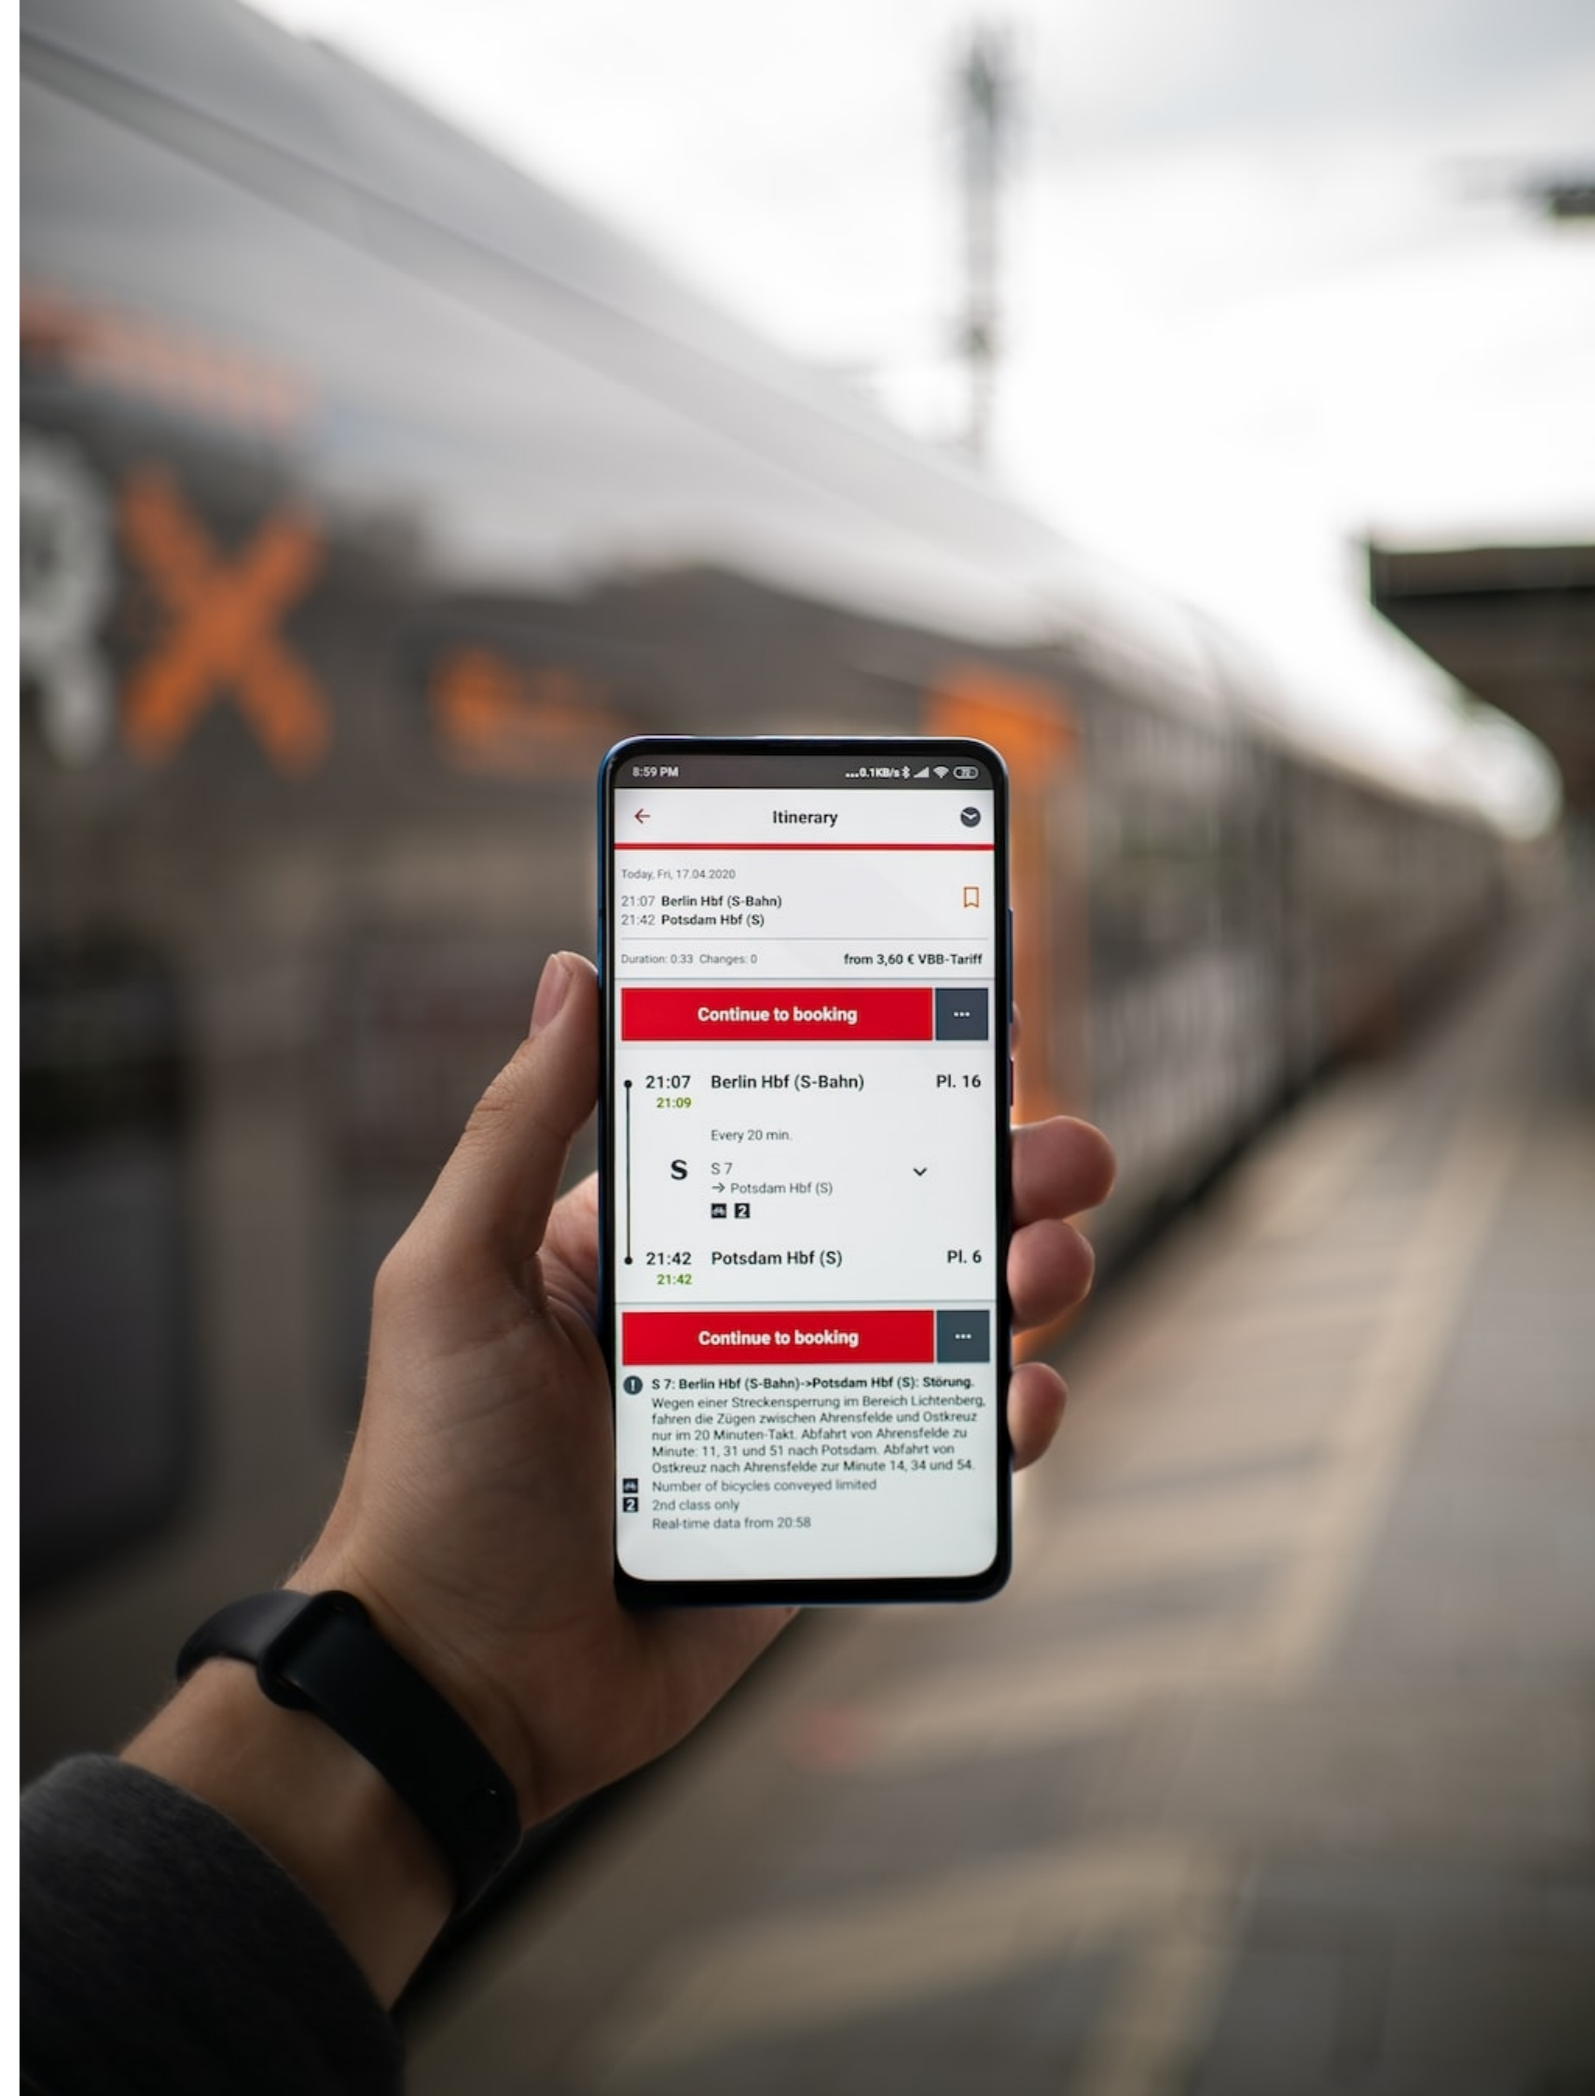 X
8:59 PM ...0.1KB/s
Itinerary
Today, Fri, 17.04.2020
21:07 Berlin Hbf (S-Bahn)
21:42 Potsdam Hbf (S)
Duration: 0:33 Changes: 0 from 3,60 € VBB-Tariff
Continue to booking ...
21:07 Berlin Hbf (S-Bahn) Pl. 16
21:09
Every 20 min.
S S 7
→ Potsdam Hbf (S)
2
21:42 Potsdam Hbf (S) Pl. 6
21:42
Continue to booking ...
S 7: Berlin Hbf (S-Bahn)->Potsdam Hbf (S): Störung.
Wegen einer Streckensperrung im Bereich Lichtenberg,
fahren die Zügen zwischen Ahrensfelde und Ostkreuz
nur im 20 Minuten-Takt. Abfahrt von Ahrensfelde zu
Minute: 11, 31 und 51 nach Potsdam. Abfahrt von
Ostkreuz nach Ahrensfelde zur Minute 14, 34 und 54.
Number of bicycles conveyed limited
2 2nd class only
Real-time data from 20:58